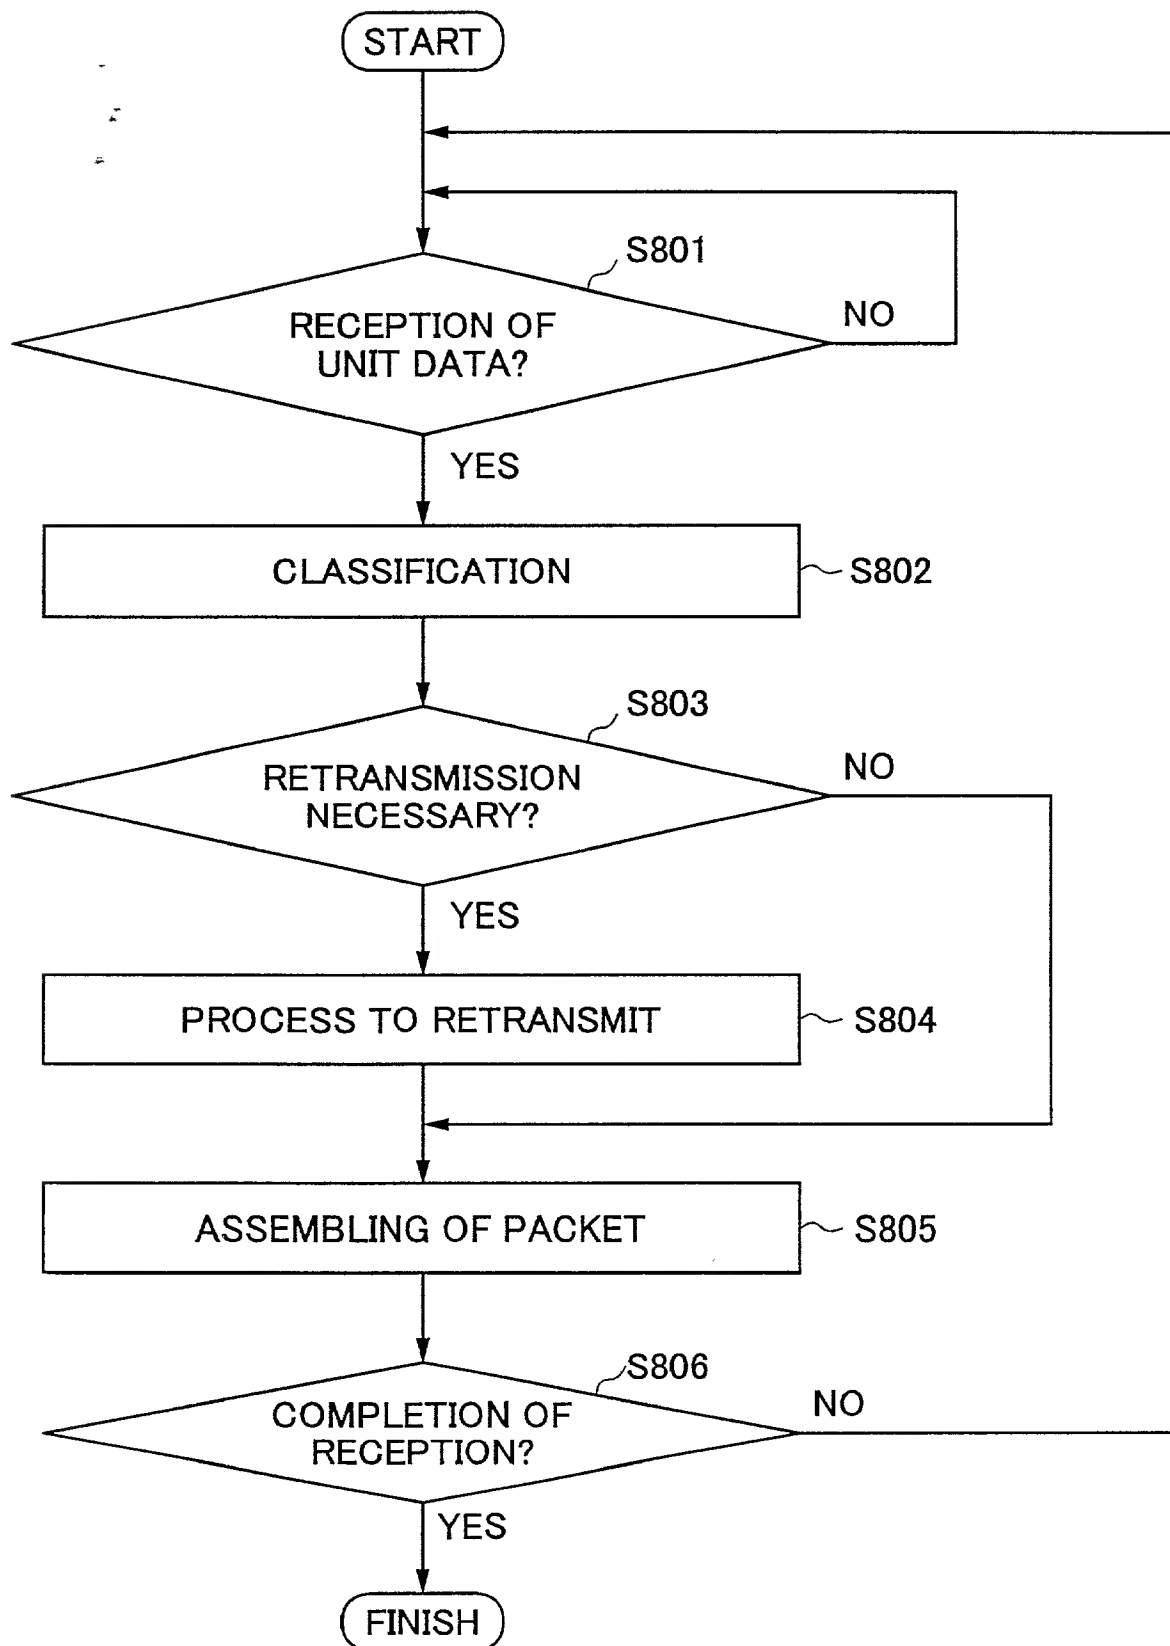 START
S801
RECEPTION OF
UNIT DATA?
NO
YES
CLASSIFICATION
S802
S803
RETRANSMISSION
NECESSARY?
NO
YES
PROCESS TO RETRANSMIT
S804
ASSEMBLING OF PACKET
S805
S806
COMPLETION OF
RECEPTION?
NO
YES
FINISH